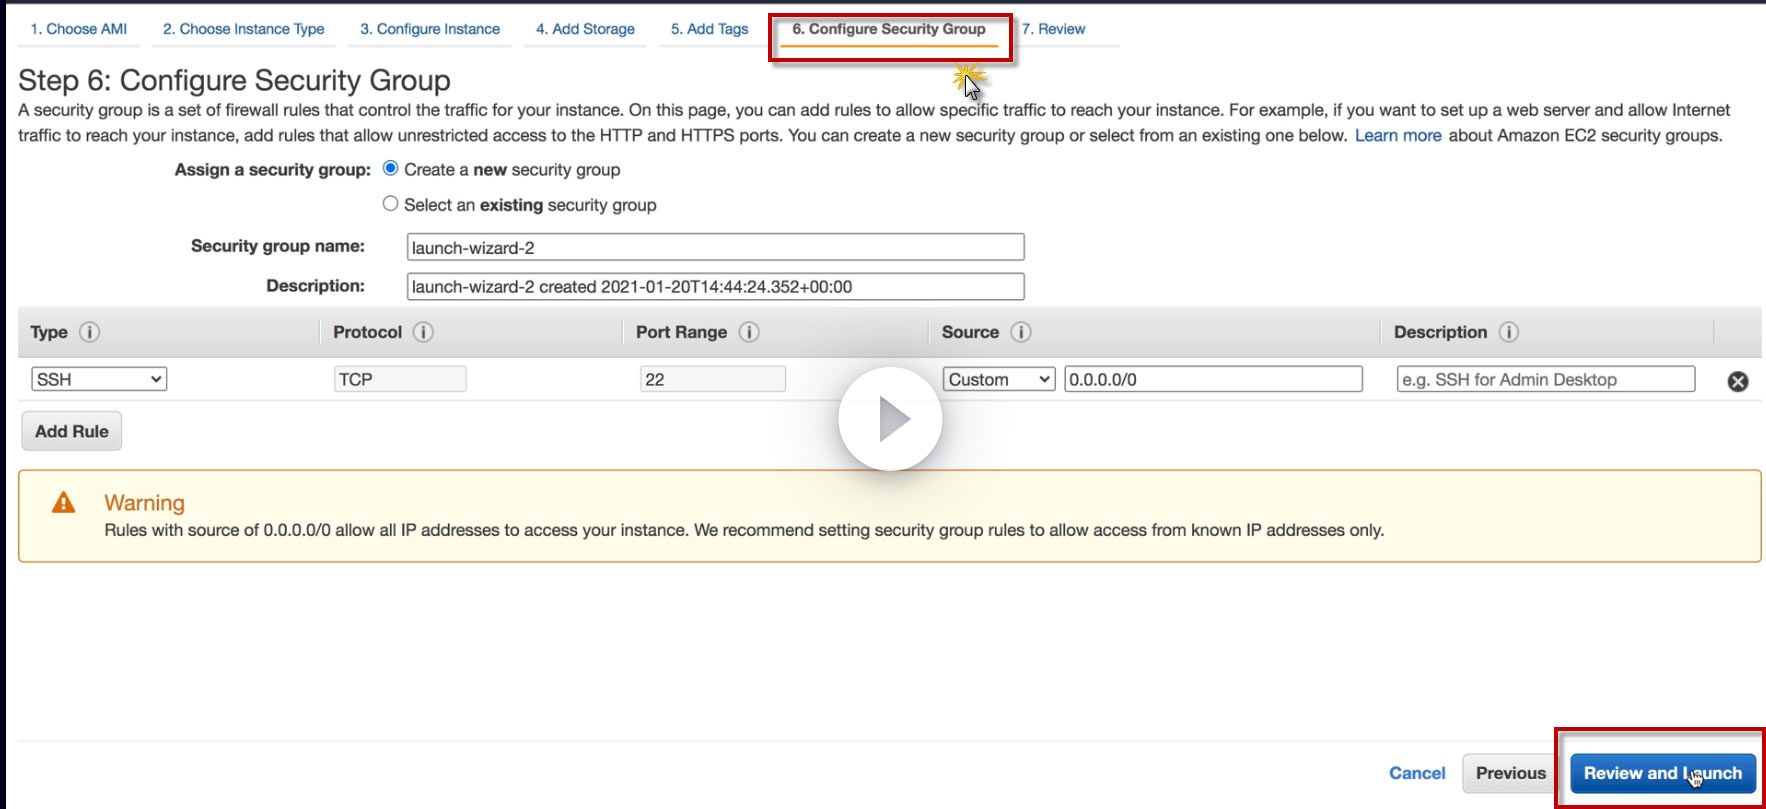 1. Choose AMI 2. Choose Instance Type 3. Configure Instance 4. Add Storage 5. Add Tags 6. Configure Security Group 7. Review
Step 6: Configure Security Group
A security group is a set of firewall rules that control the traffic for your instance. On this page, you can add rules to allow specific traffic to reach your instance. For example, if you want to set up a web server and allow Internet
traffic to reach your instance, add rules that allow unrestricted access to the HTTP and HTTPS ports. You can create a new security group or select from an existing one below. Learn more about Amazon EC2 security groups.
Assign a security group: Create a new security group
Select an existing security group
Security group name: launch-wizard-2
Description: launch-wizard-2 created 2021-01-20T14:44:24.352+00:00
Type i Protocol i Port Range i Source i Description i
SSH TCP 22 Custom 0.0.0.0/0 e.g. SSH for Admin Desktop
Add Rule
Warning
Rules with source of 0.0.0.0/0 allow all IP addresses to access your instance. We recommend setting security group rules to allow access from known IP addresses only.
Cancel Previous Review and Launch